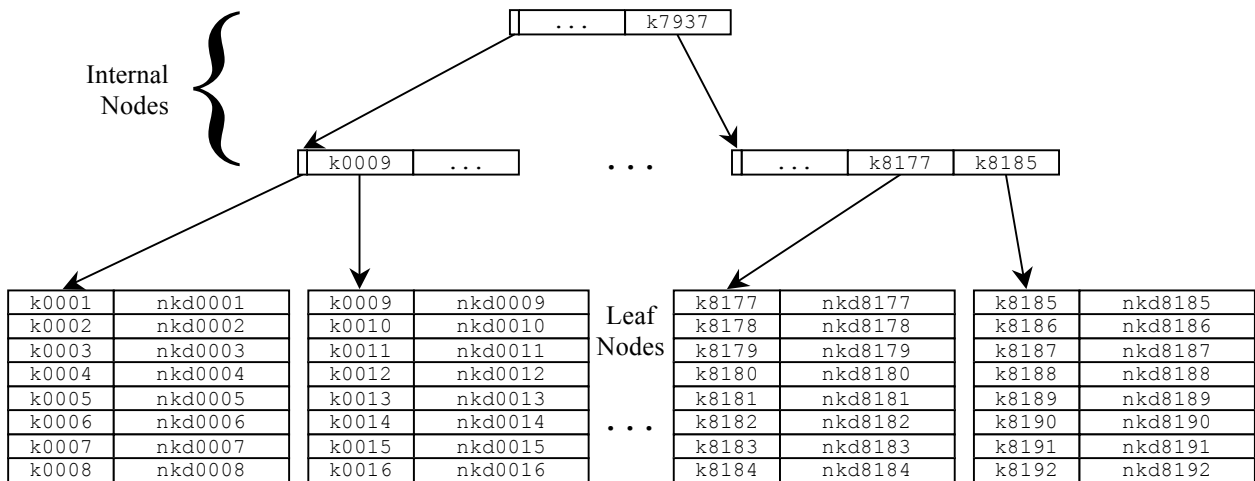 ... k7937
Internal
Nodes
k0009 ... ... ... k8177 k8185
k0001 nkd0001 k0009 nkd0009 k8177 nkd8177 k8185 nkd8185
k0002 nkd0002 k0010 nkd0010 Leaf k8178 nkd8178 k8186 nkd8186
k0003 nkd0003 k0011 nkd0011 Nodes k8179 nkd8179 k8187 nkd8187
k0004 nkd0004 k0012 nkd0012 k8180 nkd8180 k8188 nkd8188
k0005 nkd0005 k0013 nkd0013 k8181 nkd8181 k8189 nkd8189
k0006 nkd0006 k0014 nkd0014 ... k8182 nkd8182 k8190 nkd8190
k0007 nkd0007 k0015 nkd0015 k8183 nkd8183 k8191 nkd8191
k0008 nkd0008 k0016 nkd0016 k8184 nkd8184 k8192 nkd8192